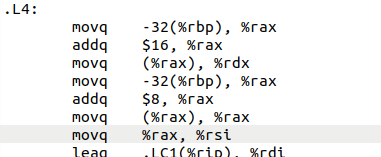 .L4:
movq -32(%rbp), %rax
addq $16, %rax
movq (%rax), %rdx
movq -32(%rbp), %rax
addq $8, %rax
movq (%rax), %rax
movq %rax, %rsi
leaq .LC1(%rip), %rdi